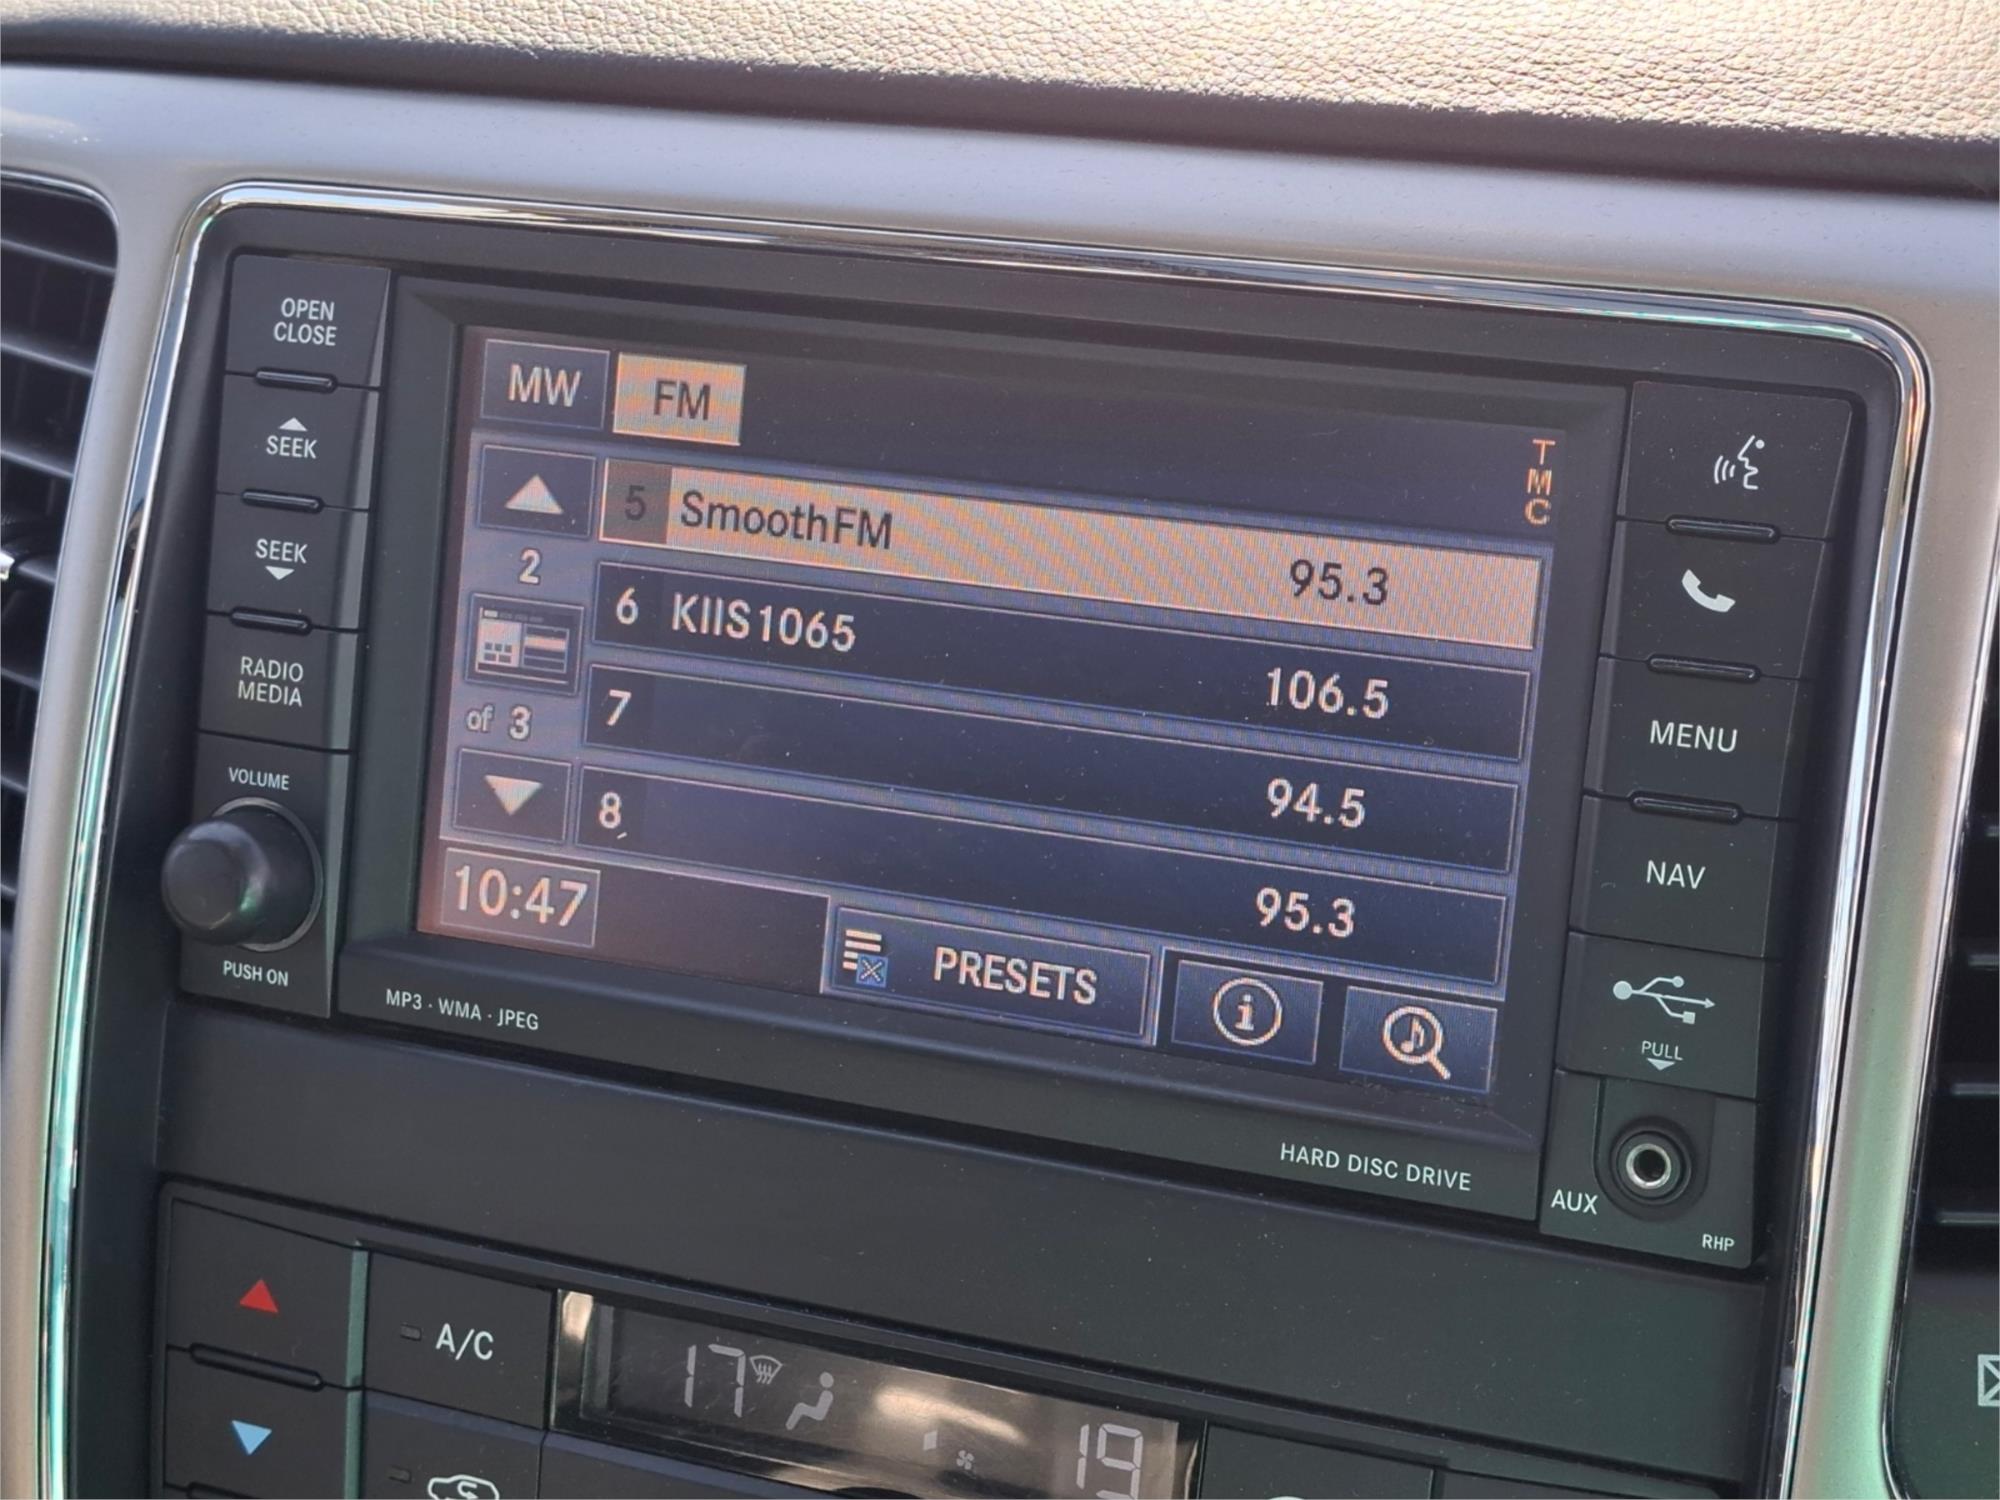 OPEN
CLOSE
SEEK
SEEK
RADIO
MEDIA
VOLUME
PUSH ON
MW FM
TMC
2
of 3
5 SmoothFM 95.3
6 KIIS1065 106.5
7 94.5
8 95.3
10:47
PRESETS
i
MP3 · WMA · JPEG
HARD DISC DRIVE
MENU
NAV
PULL
AUX
RHP
A/C
17
19